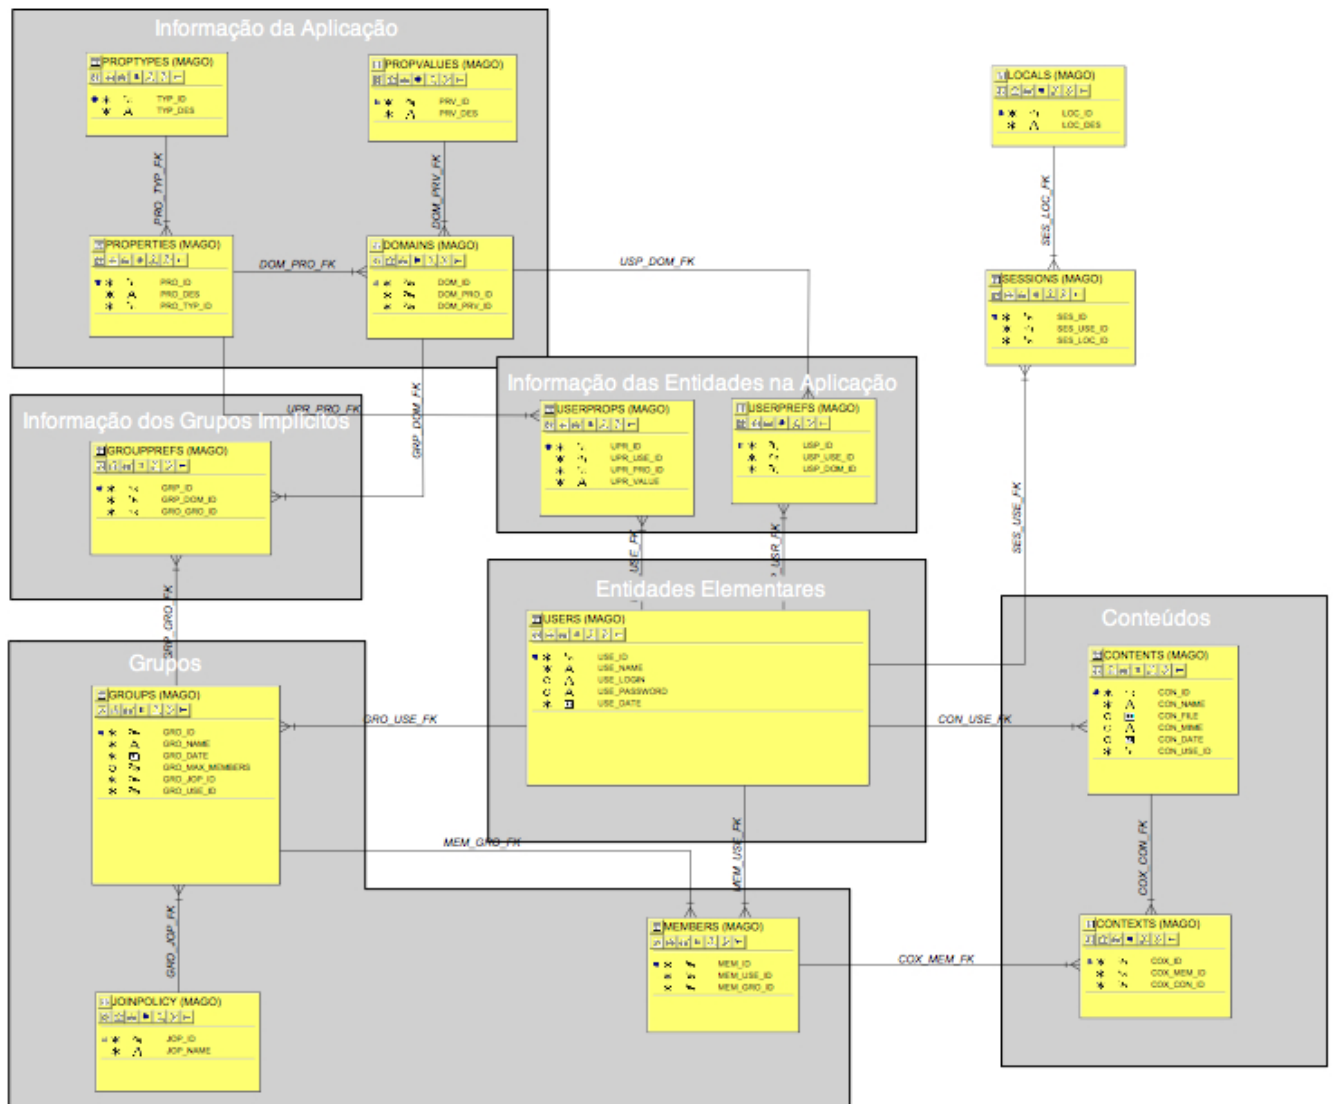 Informação da Aplicação
PROPTYPES (MAGO)
TYP_ID
TYP_DES
PROPVALUES (MAGO)
PRV_ID
PRV_DES
LOCALS (MAGO)
LOC_ID
LOC_DES
PRO_TYP_FK
DOM_PRV_FK
SES_LOC_FK
PROPERTIES (MAGO)
PRO_ID
PRO_DES
PRO_TYP_ID
DOM_PRO_FK
DOMAINS (MAGO)
DOM_ID
DOM_PRO_ID
DOM_PRV_ID
USP_DOM_FK
SESSIONS (MAGO)
SES_ID
SES_USE_ID
SES_LOC_ID
Informação dos Grupos Implícitos
UPR_PRO_FK
GRP_DOM_FK
GROUPPREFS (MAGO)
GRP_ID
GRP_DOM_ID
GRO_GRO_ID
Informação das Entidades na Aplicação
USERPROPS (MAGO)
UPR_ID
UPR_USE_ID
UPR_PRO_ID
UPR_VALUE
USERPREFS (MAGO)
USP_ID
USP_USE_ID
USP_DOM_ID
USE_FK
USR_FK
SES_USE_FK
GRP_GRO_FK
Entidades Elementares
USERS (MAGO)
USE_ID
USE_NAME
USE_LOGIN
USE_PASSWORD
USE_DATE
Conteúdos
CONTENTS (MAGO)
CON_ID
CON_NAME
CON_FILE
CON_MIME
CON_DATE
CON_USE_ID
Grupos
GROUPS (MAGO)
GRO_ID
GRO_NAME
GRO_DATE
GRO_MAX_MEMBERS
GRO_JOP_ID
GRO_USE_ID
GRO_USE_FK
CON_USE_FK
MEM_GRO_FK
MEM_USE_FK
COX_CON_FK
GRO_JOP_FK
MEMBERS (MAGO)
MEM_ID
MEM_USE_ID
MEM_GRO_ID
COX_MEM_FK
CONTEXTS (MAGO)
COX_ID
COX_MEM_ID
COX_CON_ID
JOINPOLICY (MAGO)
JOP_ID
JOP_NAME